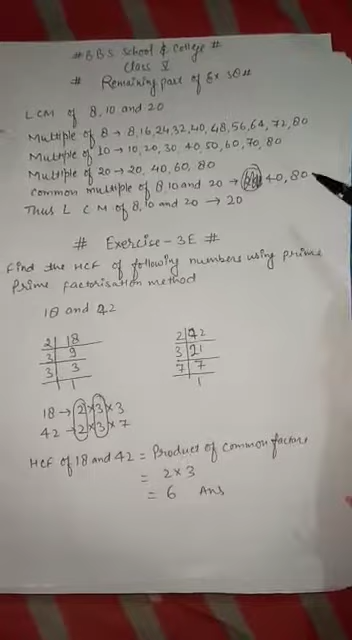 # B B S School & College #
Class V
# Remaining part of Ex 3D #
LCM of 8, 10 and 20
Multiple of 8 → 8, 16, 24, 32, 40, 48, 56, 64, 72, 80
Multiple of 10 → 10, 20, 30, 40, 50, 60, 70, 80
Multiple of 20 → 20, 40, 60, 80
Common multiple of 8, 10 and 20 → 40, 80
Thus L C M of 8, 10 and 20 → 20
# Exercise - 3E #
Find the HCF of following numbers using prime
Prime factorisation method
18 and 42
2 | 18
3 | 9
3 | 3
1
2 | 42
3 | 21
7 | 7
1
18 → 2 × 3 × 3
42 → 2 × 3 × 7
HCF of 18 and 42 = Product of common factors
= 2 × 3
= 6 Ans